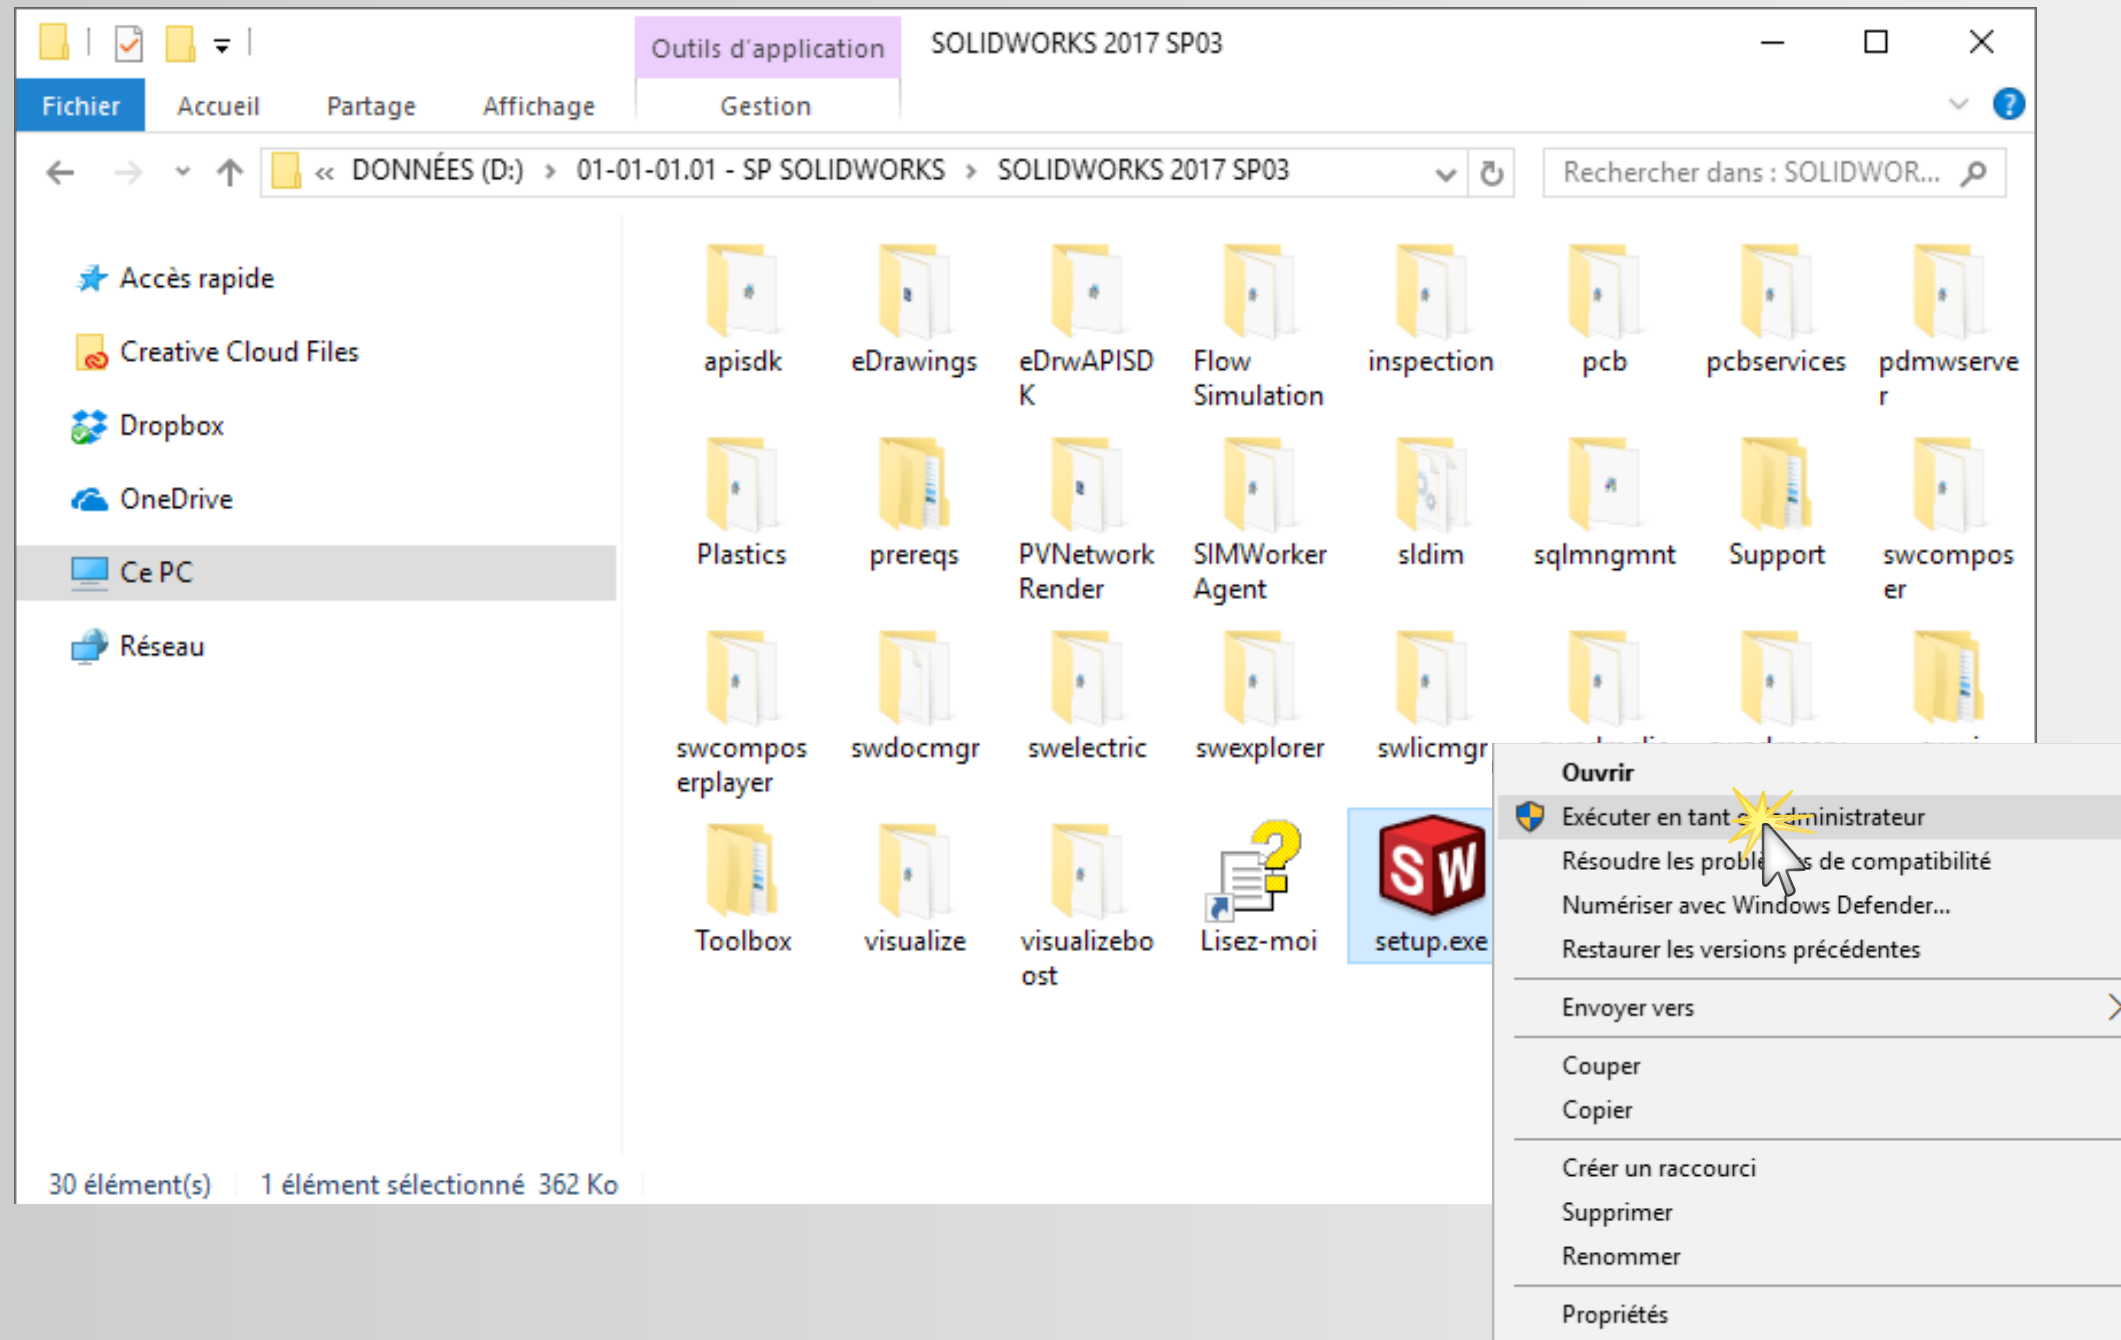 Outils d'application SOLIDWORKS 2017 SP03
Fichier Accueil Partage Affichage Gestion
« DONNÉES (D:) > 01-01-01.01 - SP SOLIDWORKS > SOLIDWORKS 2017 SP03
Rechercher dans : SOLIDWOR...
Accès rapide
Creative Cloud Files
Dropbox
OneDrive
Ce PC
Réseau
apisdk eDrawings eDrwAPISD Flow inspection pcb pcbservices pdmwserve
K Simulation r
Plastics prereqs PVNetwork SIMWorker sldim sqlmngmnt Support swcompos
Render Agent er
swcompos swdocmgr swelectric swexplorer swlicmgr
erplayer
Toolbox visualize visualizebo Lisez-moi setup.exe
ost
SW
30 élément(s) 1 élément sélectionné 362 Ko
Ouvrir
Exécuter en tant
Résoudre les de compatibilité
Numériser avec Windows Defender...
Restaurer les versions précédentes
Envoyer vers
Couper
Copier
Créer un raccourci
Supprimer
Renommer
Propriétés